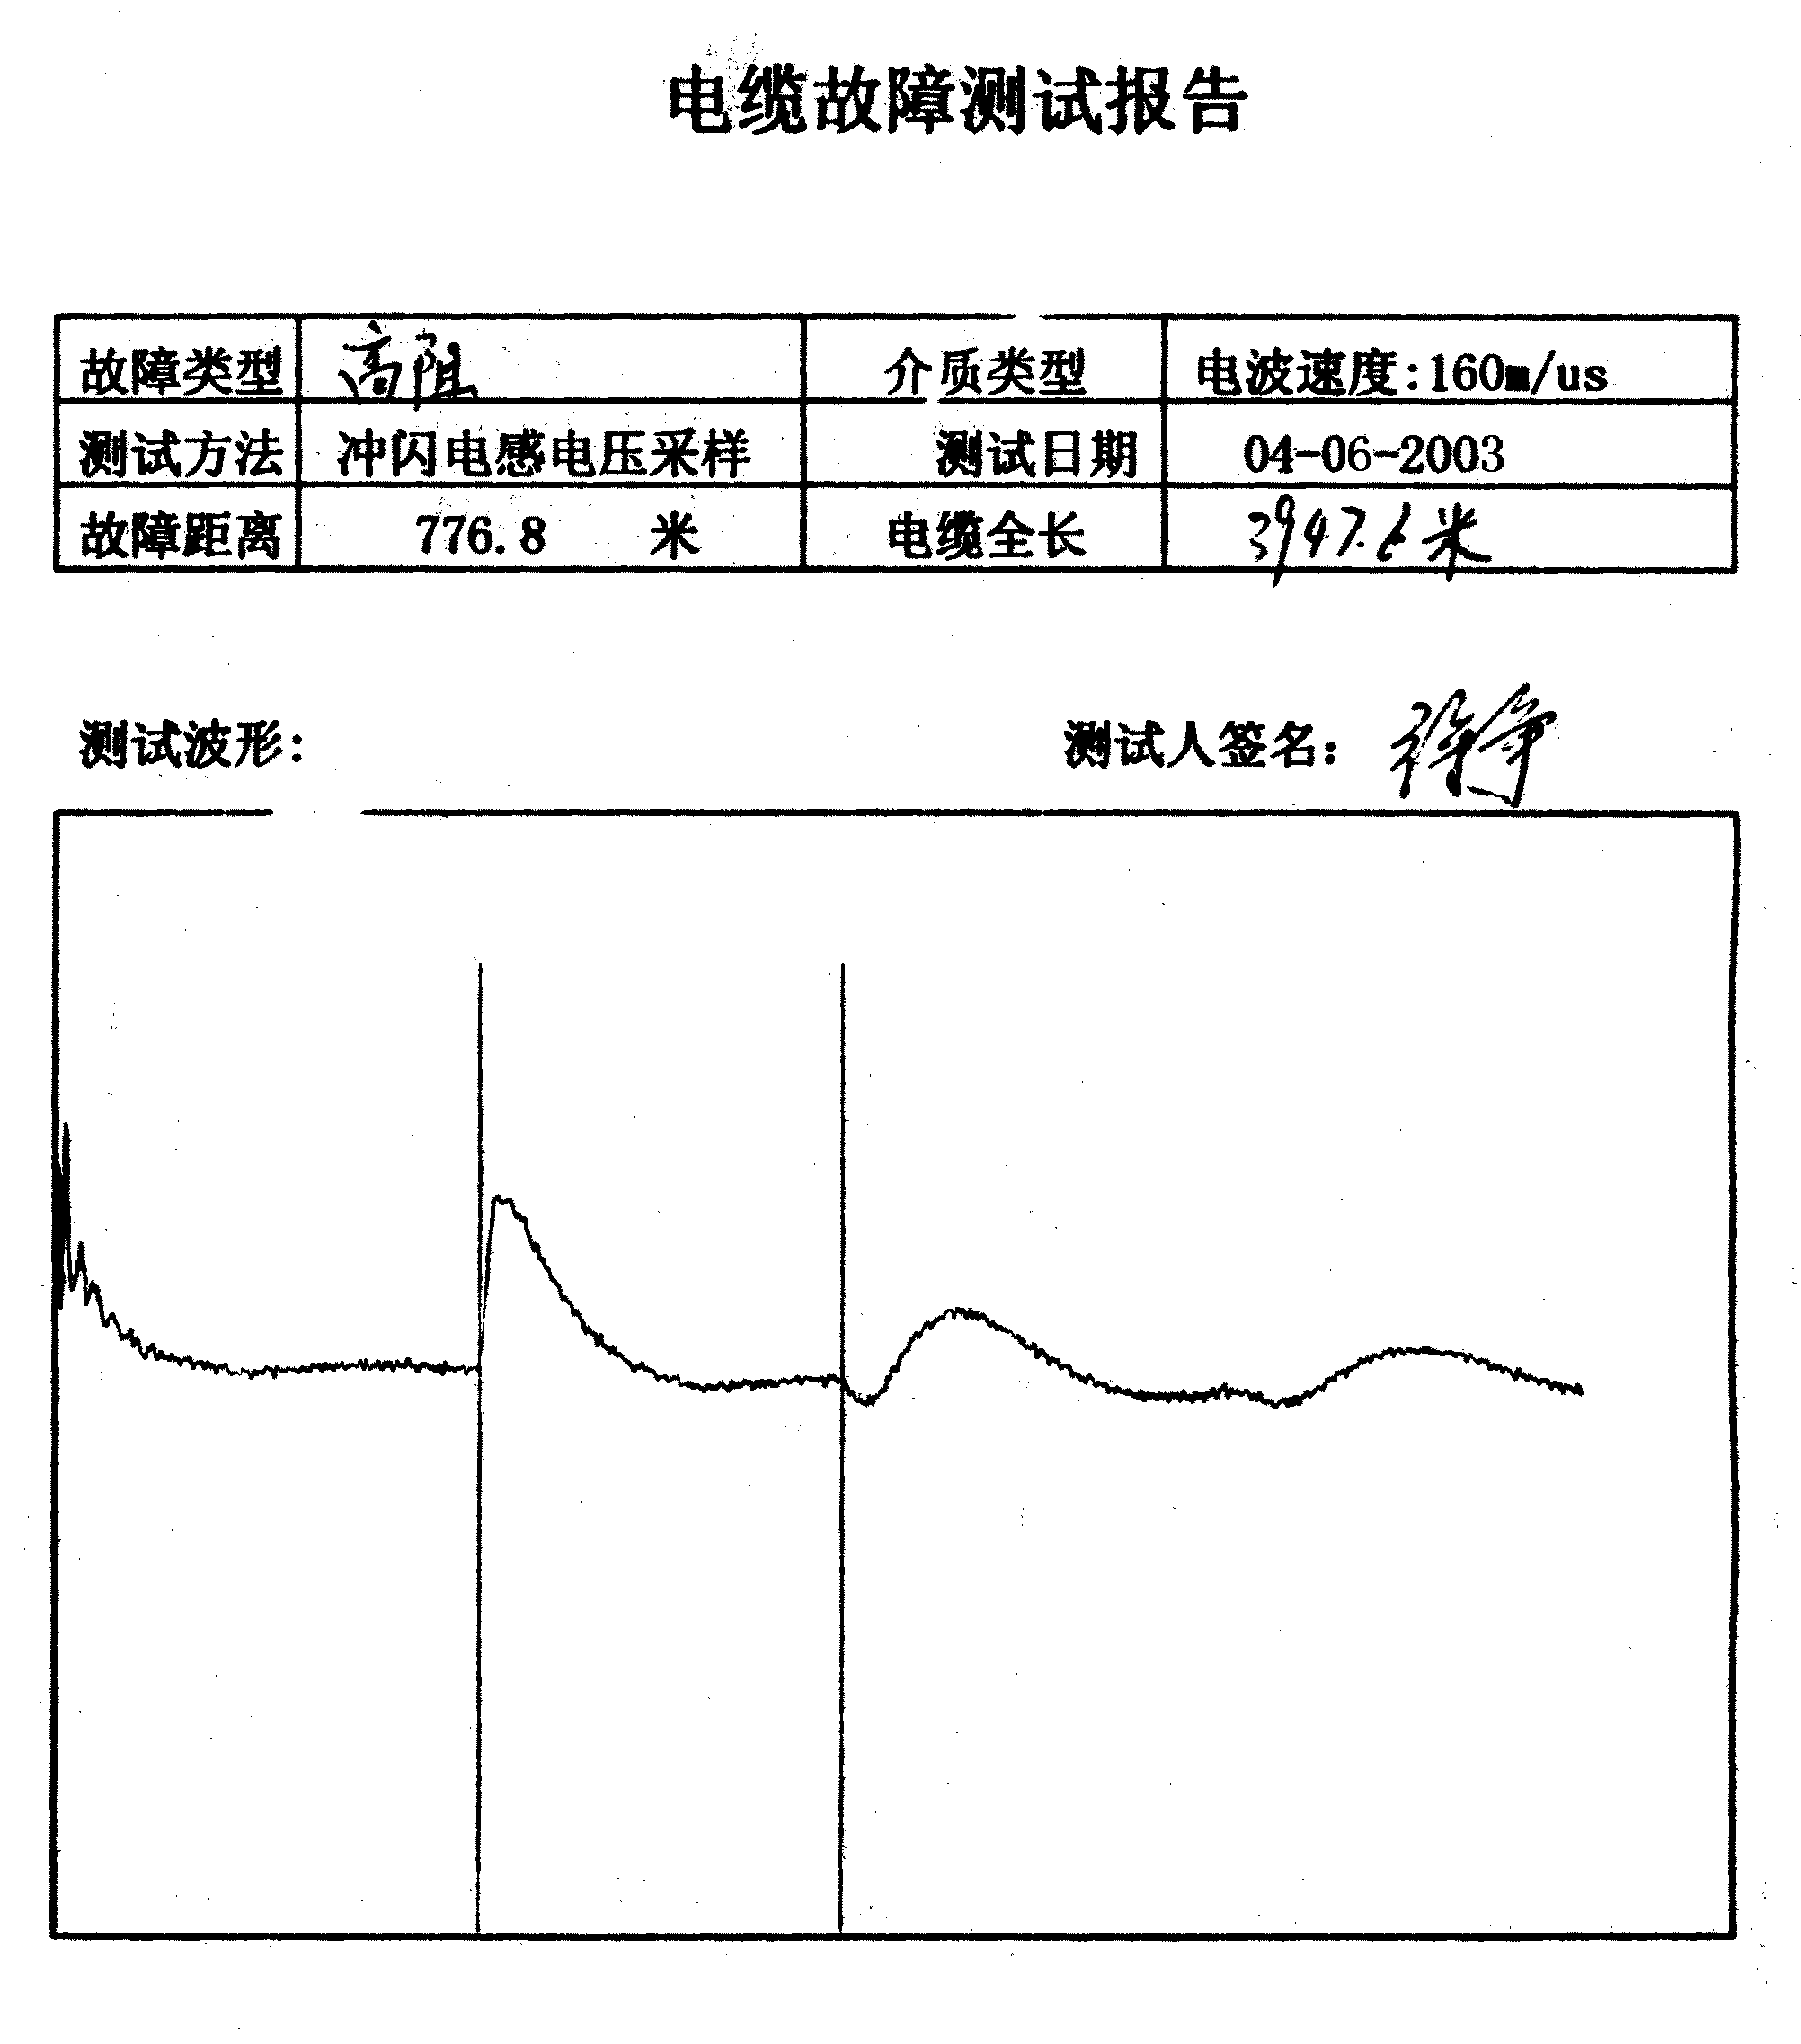 电缆故障测试报告
故障类型 高阻 介质类型 电波速度:160m/us
测试方法 冲闪电感电压采样 测试日期 04-06-2003
故障距离 776.8 米 电缆全长 3947.6米
测试波形: 测试人签名: